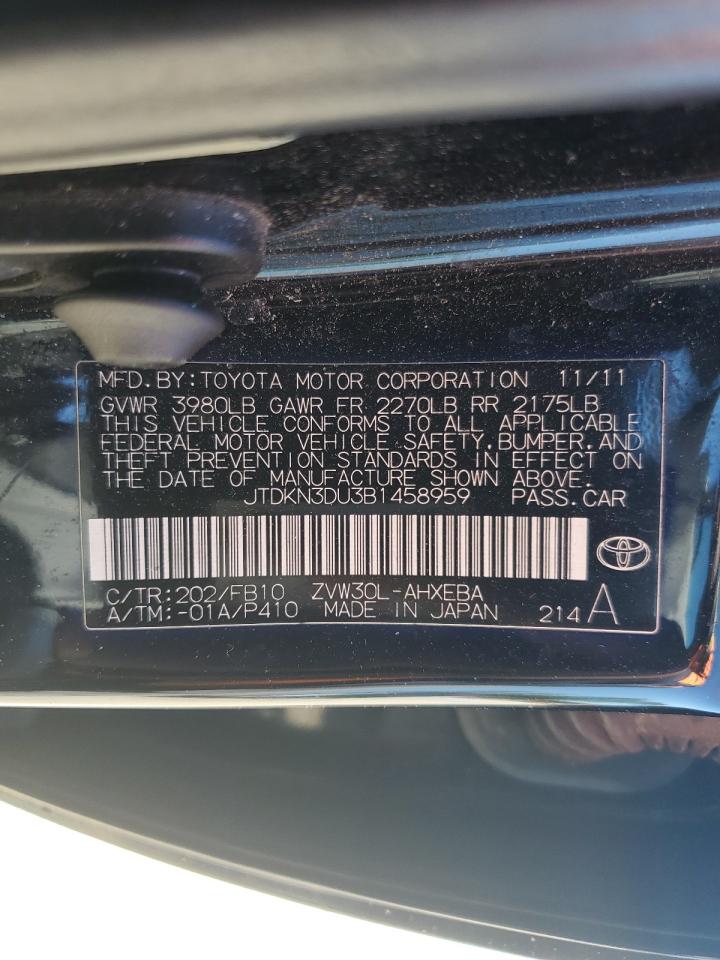 MFD.BY:TOYOTA MOTOR CORPORATION 11/11
GVWR 3980LB GAWR FR 2270LB RR 2175LB
THIS VEHICLE CONFORMS TO ALL APPLICABLE
FEDERAL MOTOR VEHICLE SAFETY,BUMPER,AND
THEFT PREVENTION STANDARDS IN EFFECT ON
THE DATE OF MANUFACTURE SHOWN ABOVE.
JTDKN3DU3B1458959 PASS.CAR
C/TR:202/FB10 ZVW30L-AHXEBA
A/TM:-01A/P410 MADE IN JAPAN 214 A